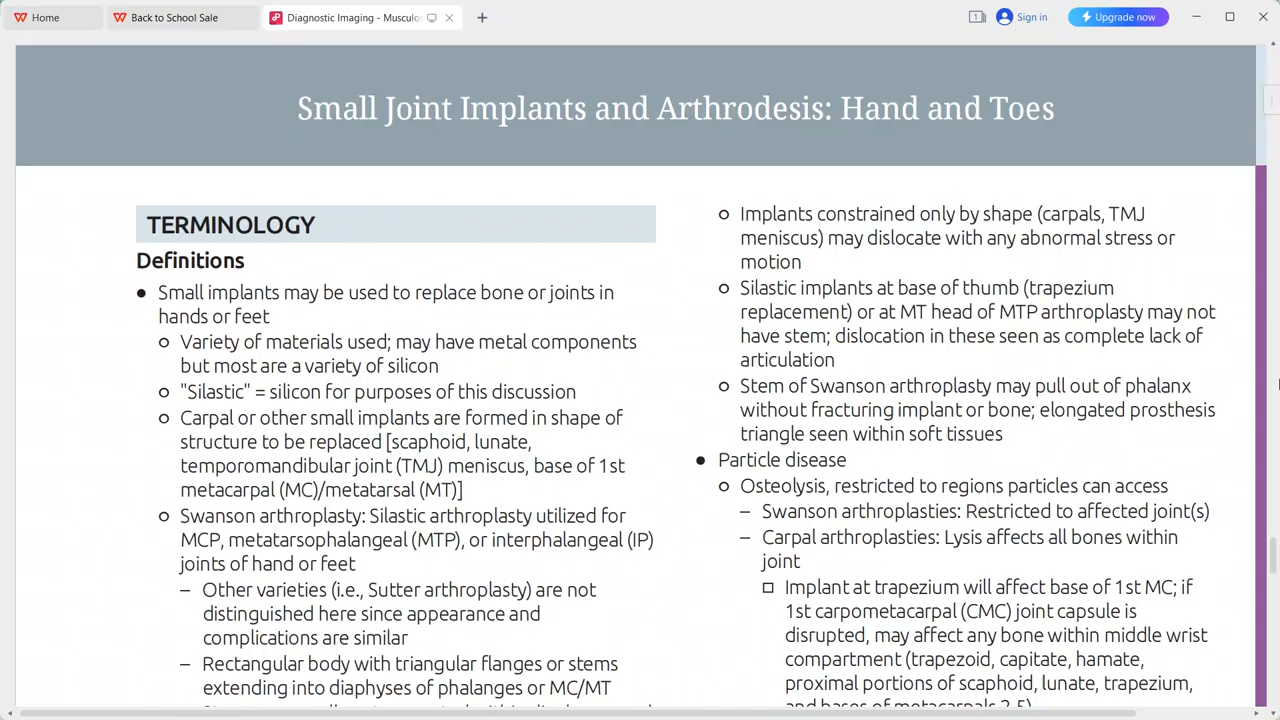 Home
Back to School Sale
Diagnostic Imaging - Musculo
1
Sign in
Upgrade now
Small Joint Implants and Arthrodesis: Hand and Toes
TERMINOLOGY
Definitions
● Small implants may be used to replace bone or joints in
hands or feet
○ Variety of materials used; may have metal components
but most are a variety of silicon
○ "Silastic" = silicon for purposes of this discussion
○ Carpal or other small implants are formed in shape of
structure to be replaced [scaphoid, lunate,
temporomandibular joint (TMJ) meniscus, base of 1st
metacarpal (MC)/metatarsal (MT)]
○ Swanson arthroplasty: Silastic arthroplasty utilized for
MCP, metatarsophalangeal (MTP), or interphalangeal (IP)
joints of hand or feet
– Other varieties (i.e., Sutter arthroplasty) are not
distinguished here since appearance and
complications are similar
– Rectangular body with triangular flanges or stems
extending into diaphyses of phalanges or MC/MT
○ Implants constrained only by shape (carpals, TMJ
meniscus) may dislocate with any abnormal stress or
motion
○ Silastic implants at base of thumb (trapezium
replacement) or at MT head of MTP arthroplasty may not
have stem; dislocation in these seen as complete lack of
articulation
○ Stem of Swanson arthroplasty may pull out of phalanx
without fracturing implant or bone; elongated prosthesis
triangle seen within soft tissues
● Particle disease
○ Osteolysis, restricted to regions particles can access
– Swanson arthroplasties: Restricted to affected joint(s)
– Carpal arthroplasties: Lysis affects all bones within
joint
□ Implant at trapezium will affect base of 1st MC; if
1st carpometacarpal (CMC) joint capsule is
disrupted, may affect any bone within middle wrist
compartment (trapezoid, capitate, hamate,
proximal portions of scaphoid, lunate, trapezium,
and bases of metacarpals 2-5)